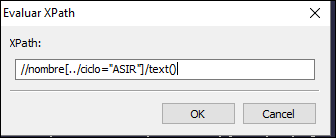 Evaluar XPath
XPath:
//nombre[../ciclo="ASIR"]/text()
OK
Cancel